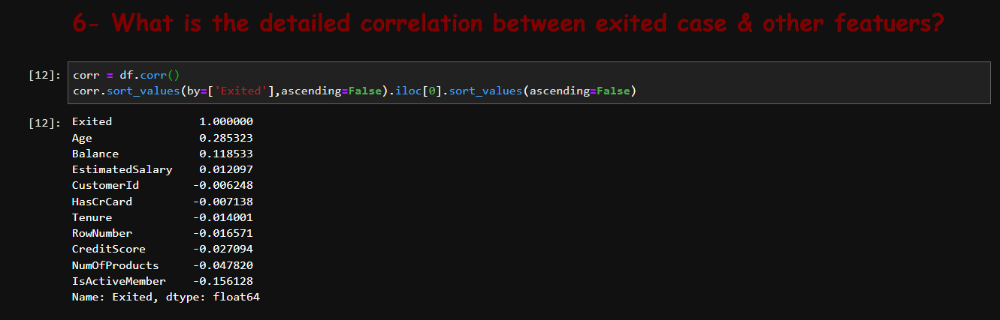 6- What is the detailed correlation between exited case & other featuers?
[12]: corr = df.corr()
corr.sort_values(by=['Exited'],ascending=False).iloc[0].sort_values(ascending=False)
[12]: Exited 1.000000
Age 0.285323
Balance 0.118533
EstimatedSalary 0.012097
CustomerId -0.006248
HasCrCard -0.007138
Tenure -0.014001
RowNumber -0.016571
CreditScore -0.027094
NumOfProducts -0.047820
IsActiveMember -0.156128
Name: Exited, dtype: float64